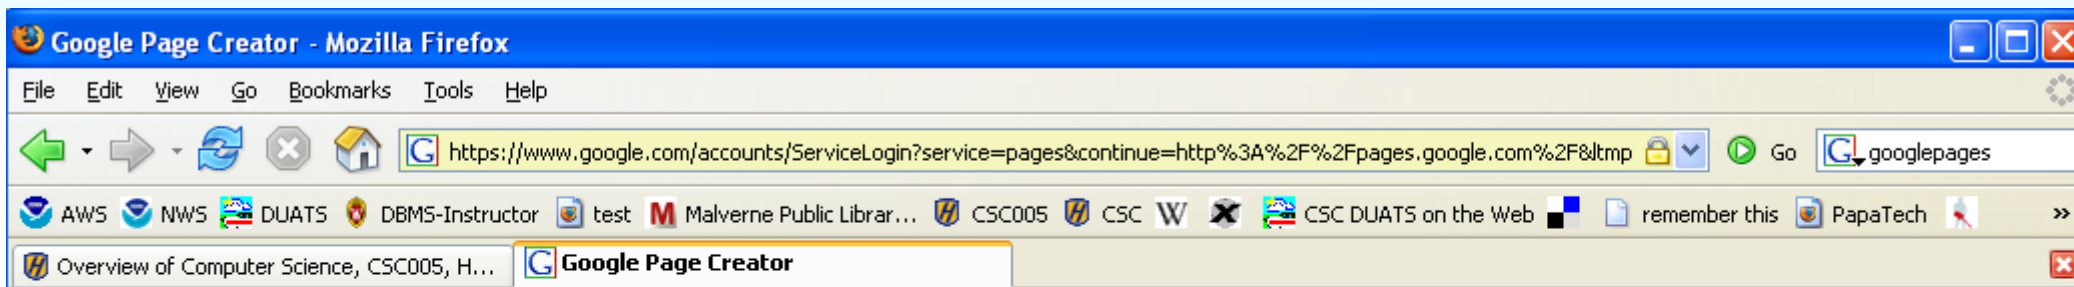 Google Page Creator - Mozilla Firefox
File Edit View Go Bookmarks Tools Help
G https://www.google.com/accounts/ServiceLogin?service=pages&continue=http%3A%2F%2Fpages.google.com%2F&ltmp Go G googlepages
AWS NWS DUATS DBMS-Instructor test M Malverne Public Librar... CSC005 CSC W CSC DUATS on the Web remember this PapaTech »
Overview of Computer Science, CSC005, H... G Google Page Creator